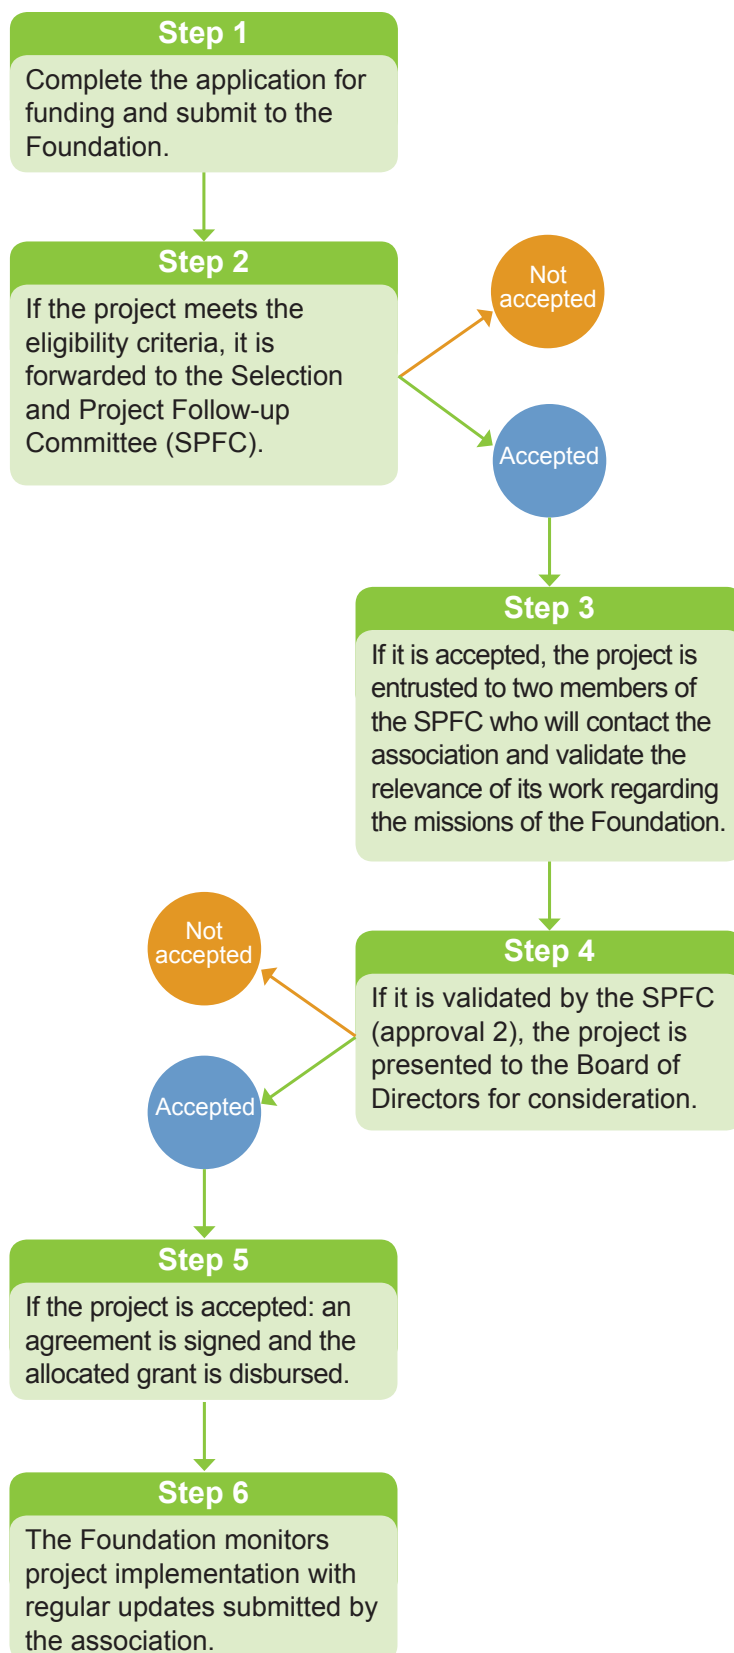 Step 1
Complete the application for
funding and submit to the
Foundation.
Step 2
If the project meets the
eligibility criteria, it is
forwarded to the Selection
and Project Follow-up
Committee (SPFC).
Not
accepted
Accepted
Step 3
If it is accepted, the project is
entrusted to two members of
the SPFC who will contact the
association and validate the
relevance of its work regarding
the missions of the Foundation.
Not
accepted
Accepted
Step 4
If it is validated by the SPFC
(approval 2), the project is
presented to the Board of
Directors for consideration.
Step 5
If the project is accepted: an
agreement is signed and the
allocated grant is disbursed.
Step 6
The Foundation monitors
project implementation with
regular updates submitted by
the association.